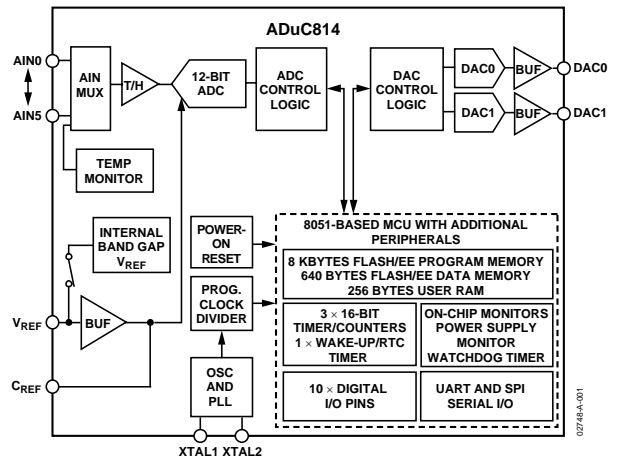 ADuC814
AIN0
AIN5
AIN
MUX
T/H
12-BIT
ADC
ADC
CONTROL
LOGIC
DAC
CONTROL
LOGIC
DAC0
BUF
DAC0
DAC1
BUF
DAC1
TEMP
MONITOR
INTERNAL
BAND GAP
VREF
POWER-
ON
RESET
PROG.
CLOCK
DIVIDER
VREF
BUF
CREF
OSC
AND
PLL
XTAL1 XTAL2
8051-BASED MCU WITH ADDITIONAL
PERIPHERALS
8 KBYTES FLASH/EE PROGRAM MEMORY
640 BYTES FLASH/EE DATA MEMORY
256 BYTES USER RAM
3 × 16-BIT
TIMER/COUNTERS
1 × WAKE-UP/RTC
TIMER
ON-CHIP MONITORS
POWER SUPPLY
MONITOR
WATCHDOG TIMER
10 × DIGITAL
I/O PINS
UART AND SPI
SERIAL I/O
02748-A-001